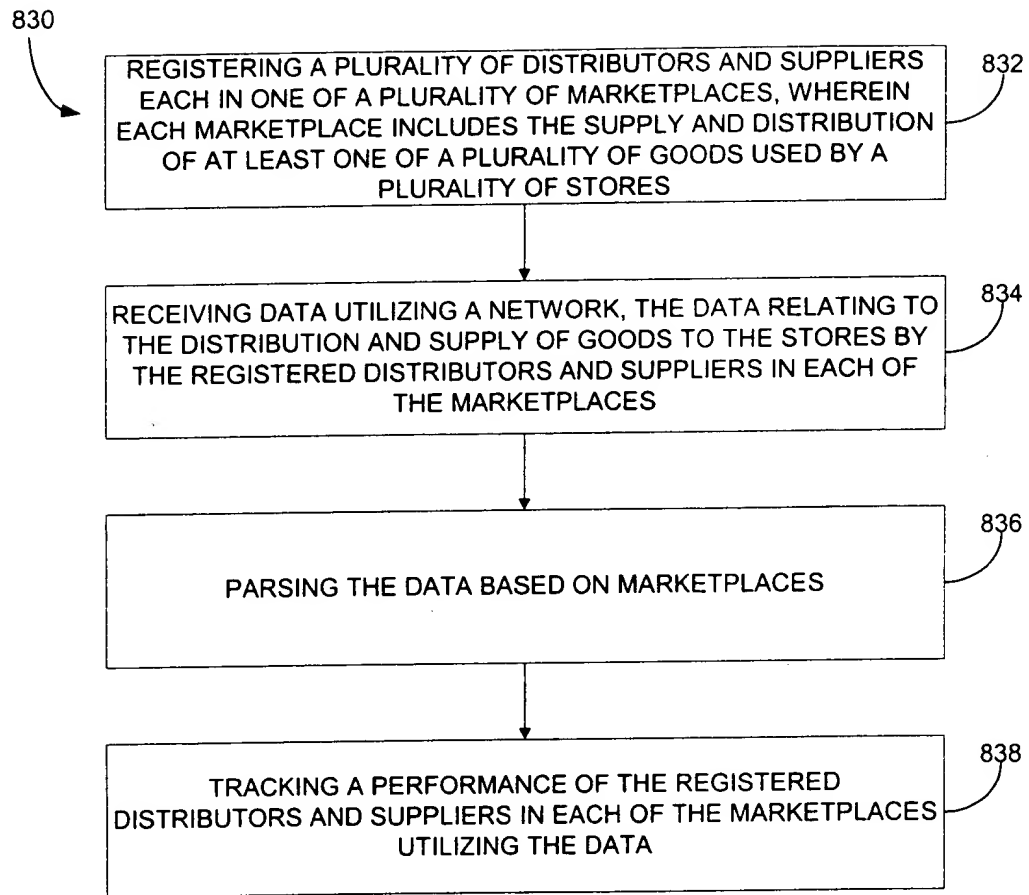 830
REGISTERING A PLURALITY OF DISTRIBUTORS AND SUPPLIERS
EACH IN ONE OF A PLURALITY OF MARKETPLACES, WHEREIN
EACH MARKETPLACE INCLUDES THE SUPPLY AND DISTRIBUTION
OF AT LEAST ONE OF A PLURALITY OF GOODS USED BY A
PLURALITY OF STORES
832
RECEIVING DATA UTILIZING A NETWORK, THE DATA RELATING TO
THE DISTRIBUTION AND SUPPLY OF GOODS TO THE STORES BY
THE REGISTERED DISTRIBUTORS AND SUPPLIERS IN EACH OF
THE MARKETPLACES
834
PARSING THE DATA BASED ON MARKETPLACES
836
TRACKING A PERFORMANCE OF THE REGISTERED
DISTRIBUTORS AND SUPPLIERS IN EACH OF THE MARKETPLACES
UTILIZING THE DATA
838